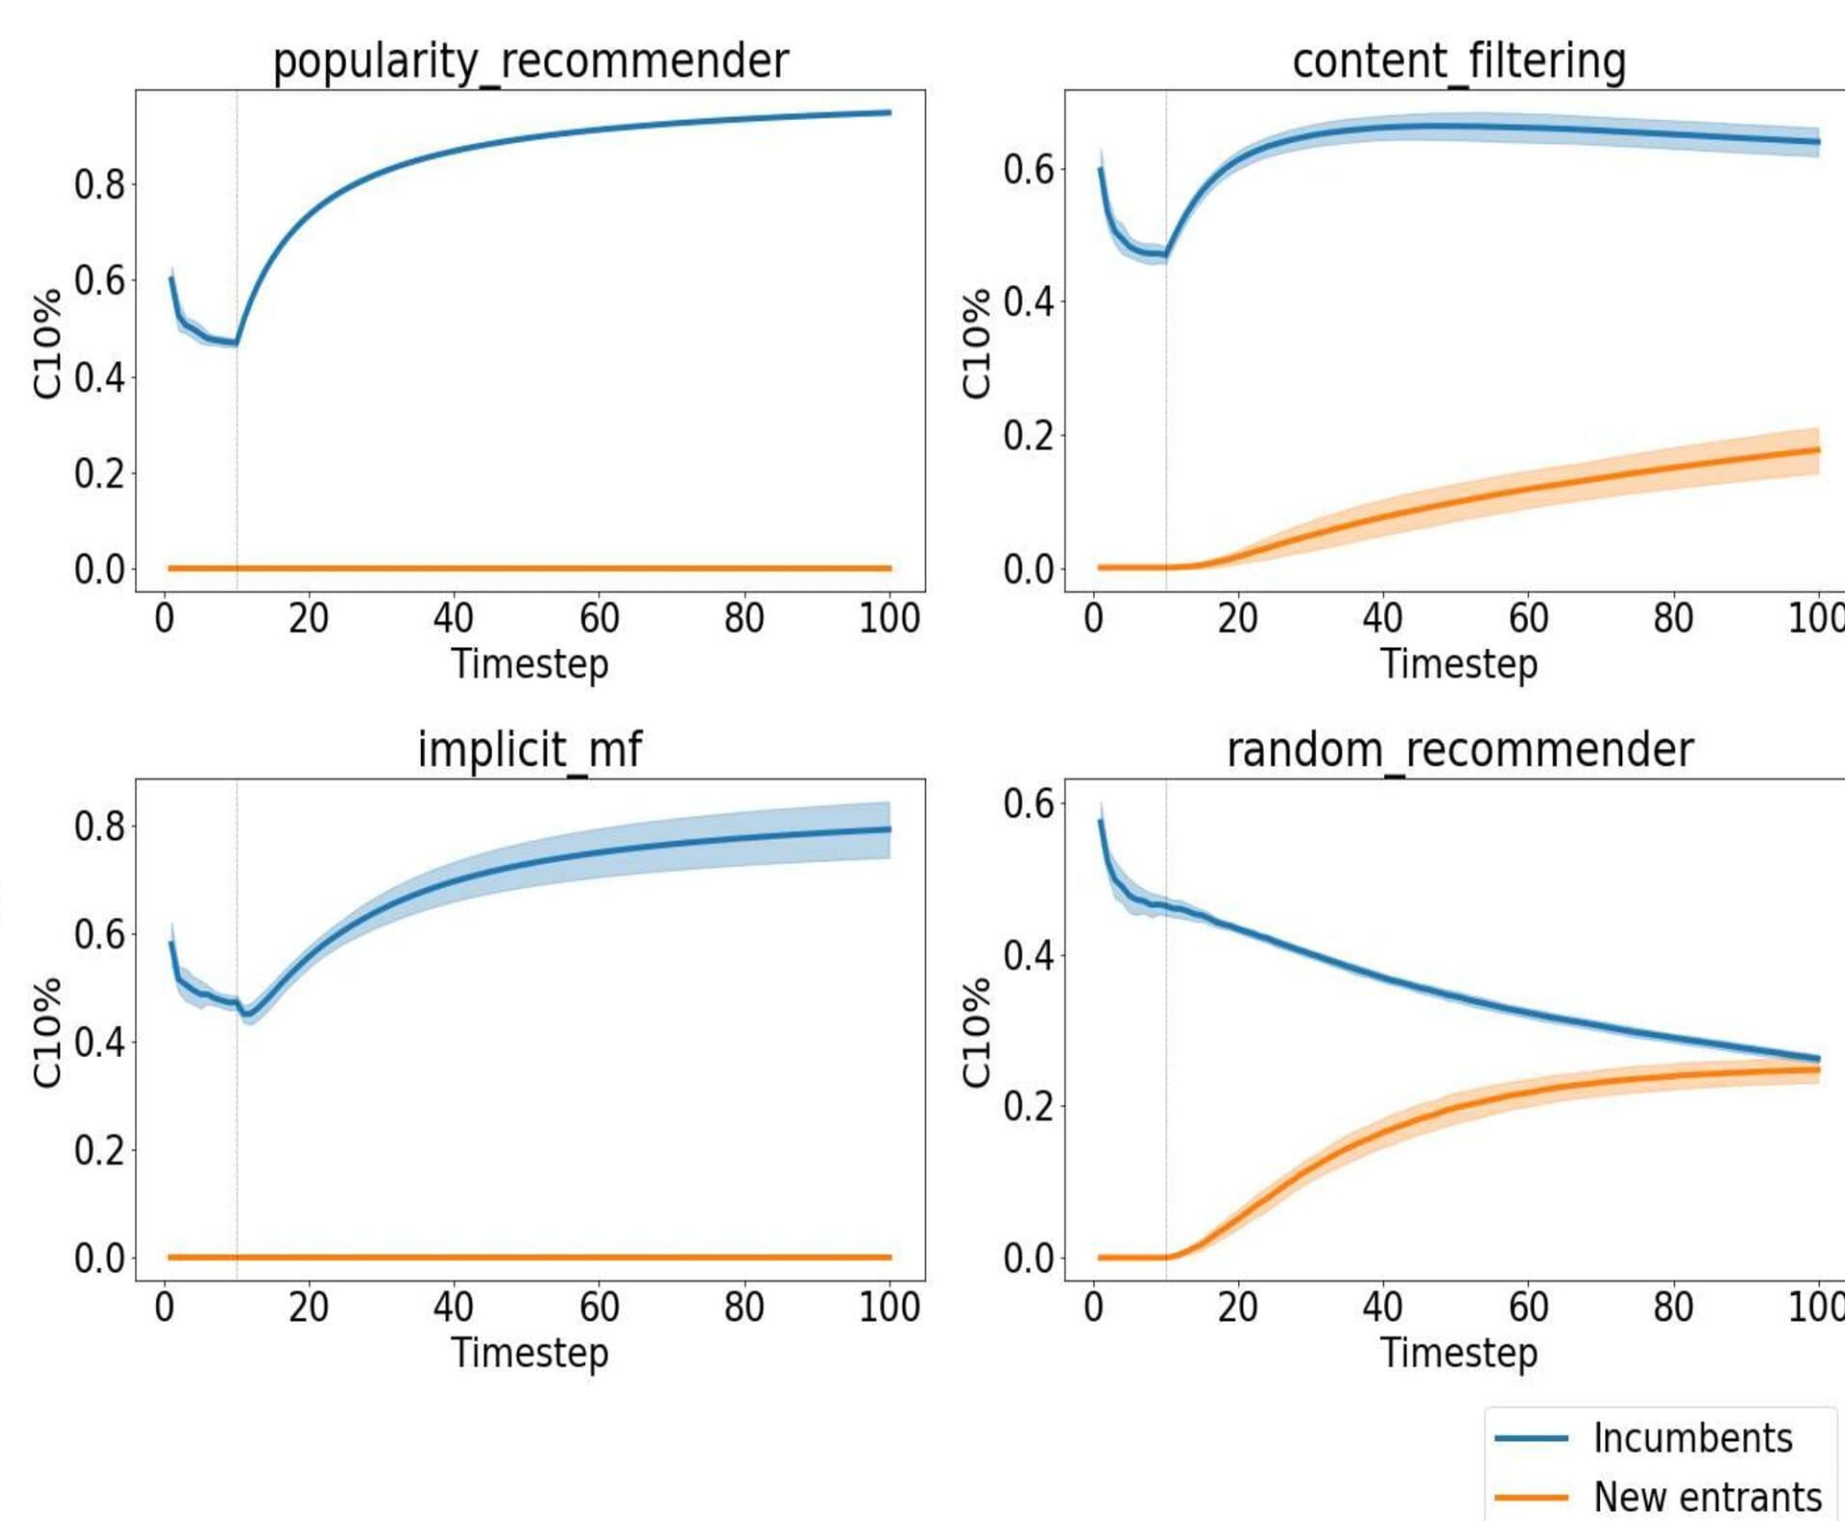 popularity_recommender
C10%
0.8
0.6
0.4
0.2
0.0
0 20 40 60 80 100
Timestep
content_filtering
C10%
0.6
0.4
0.2
0.0
0 20 40 60 80 100
Timestep
implicit_mf
C10%
0.8
0.6
0.4
0.2
0.0
0 20 40 60 80 100
Timestep
random_recommender
C10%
0.6
0.4
0.2
0.0
0 20 40 60 80 100
Timestep
Incumbents
New entrants